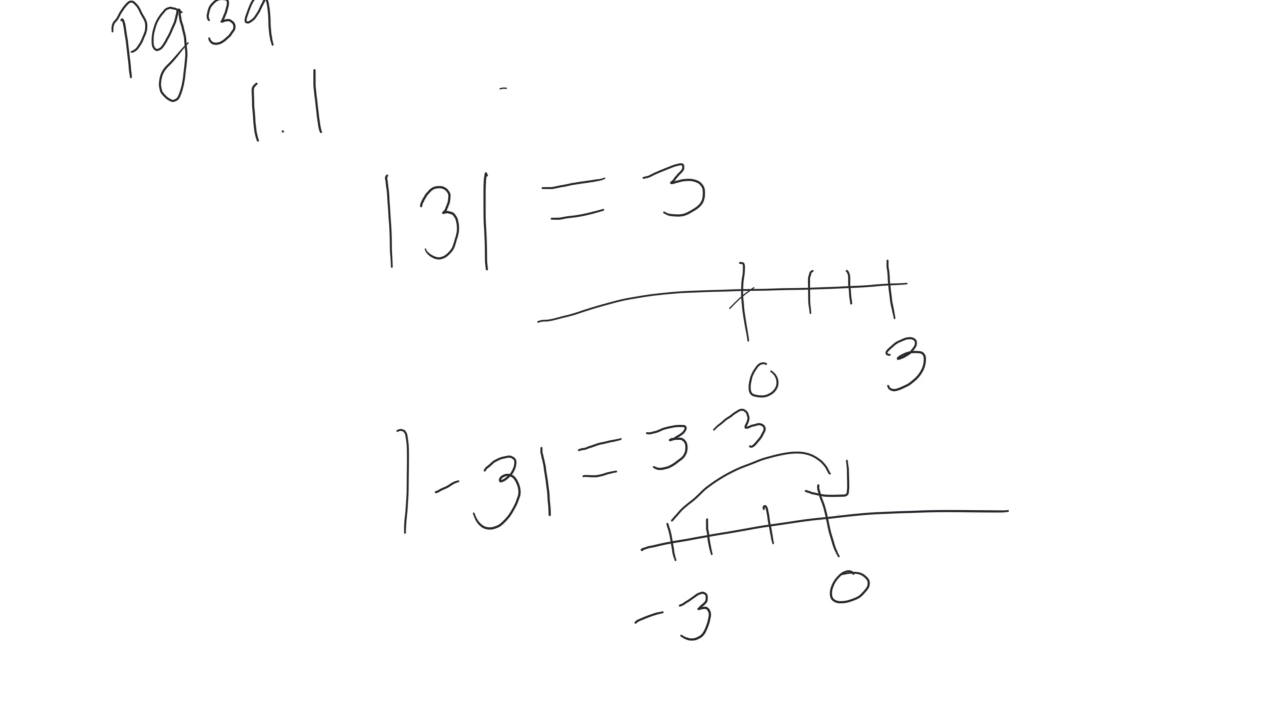 pg 39
1.1
|3| = 3
0 3
|-3| = 3 3
-3 0